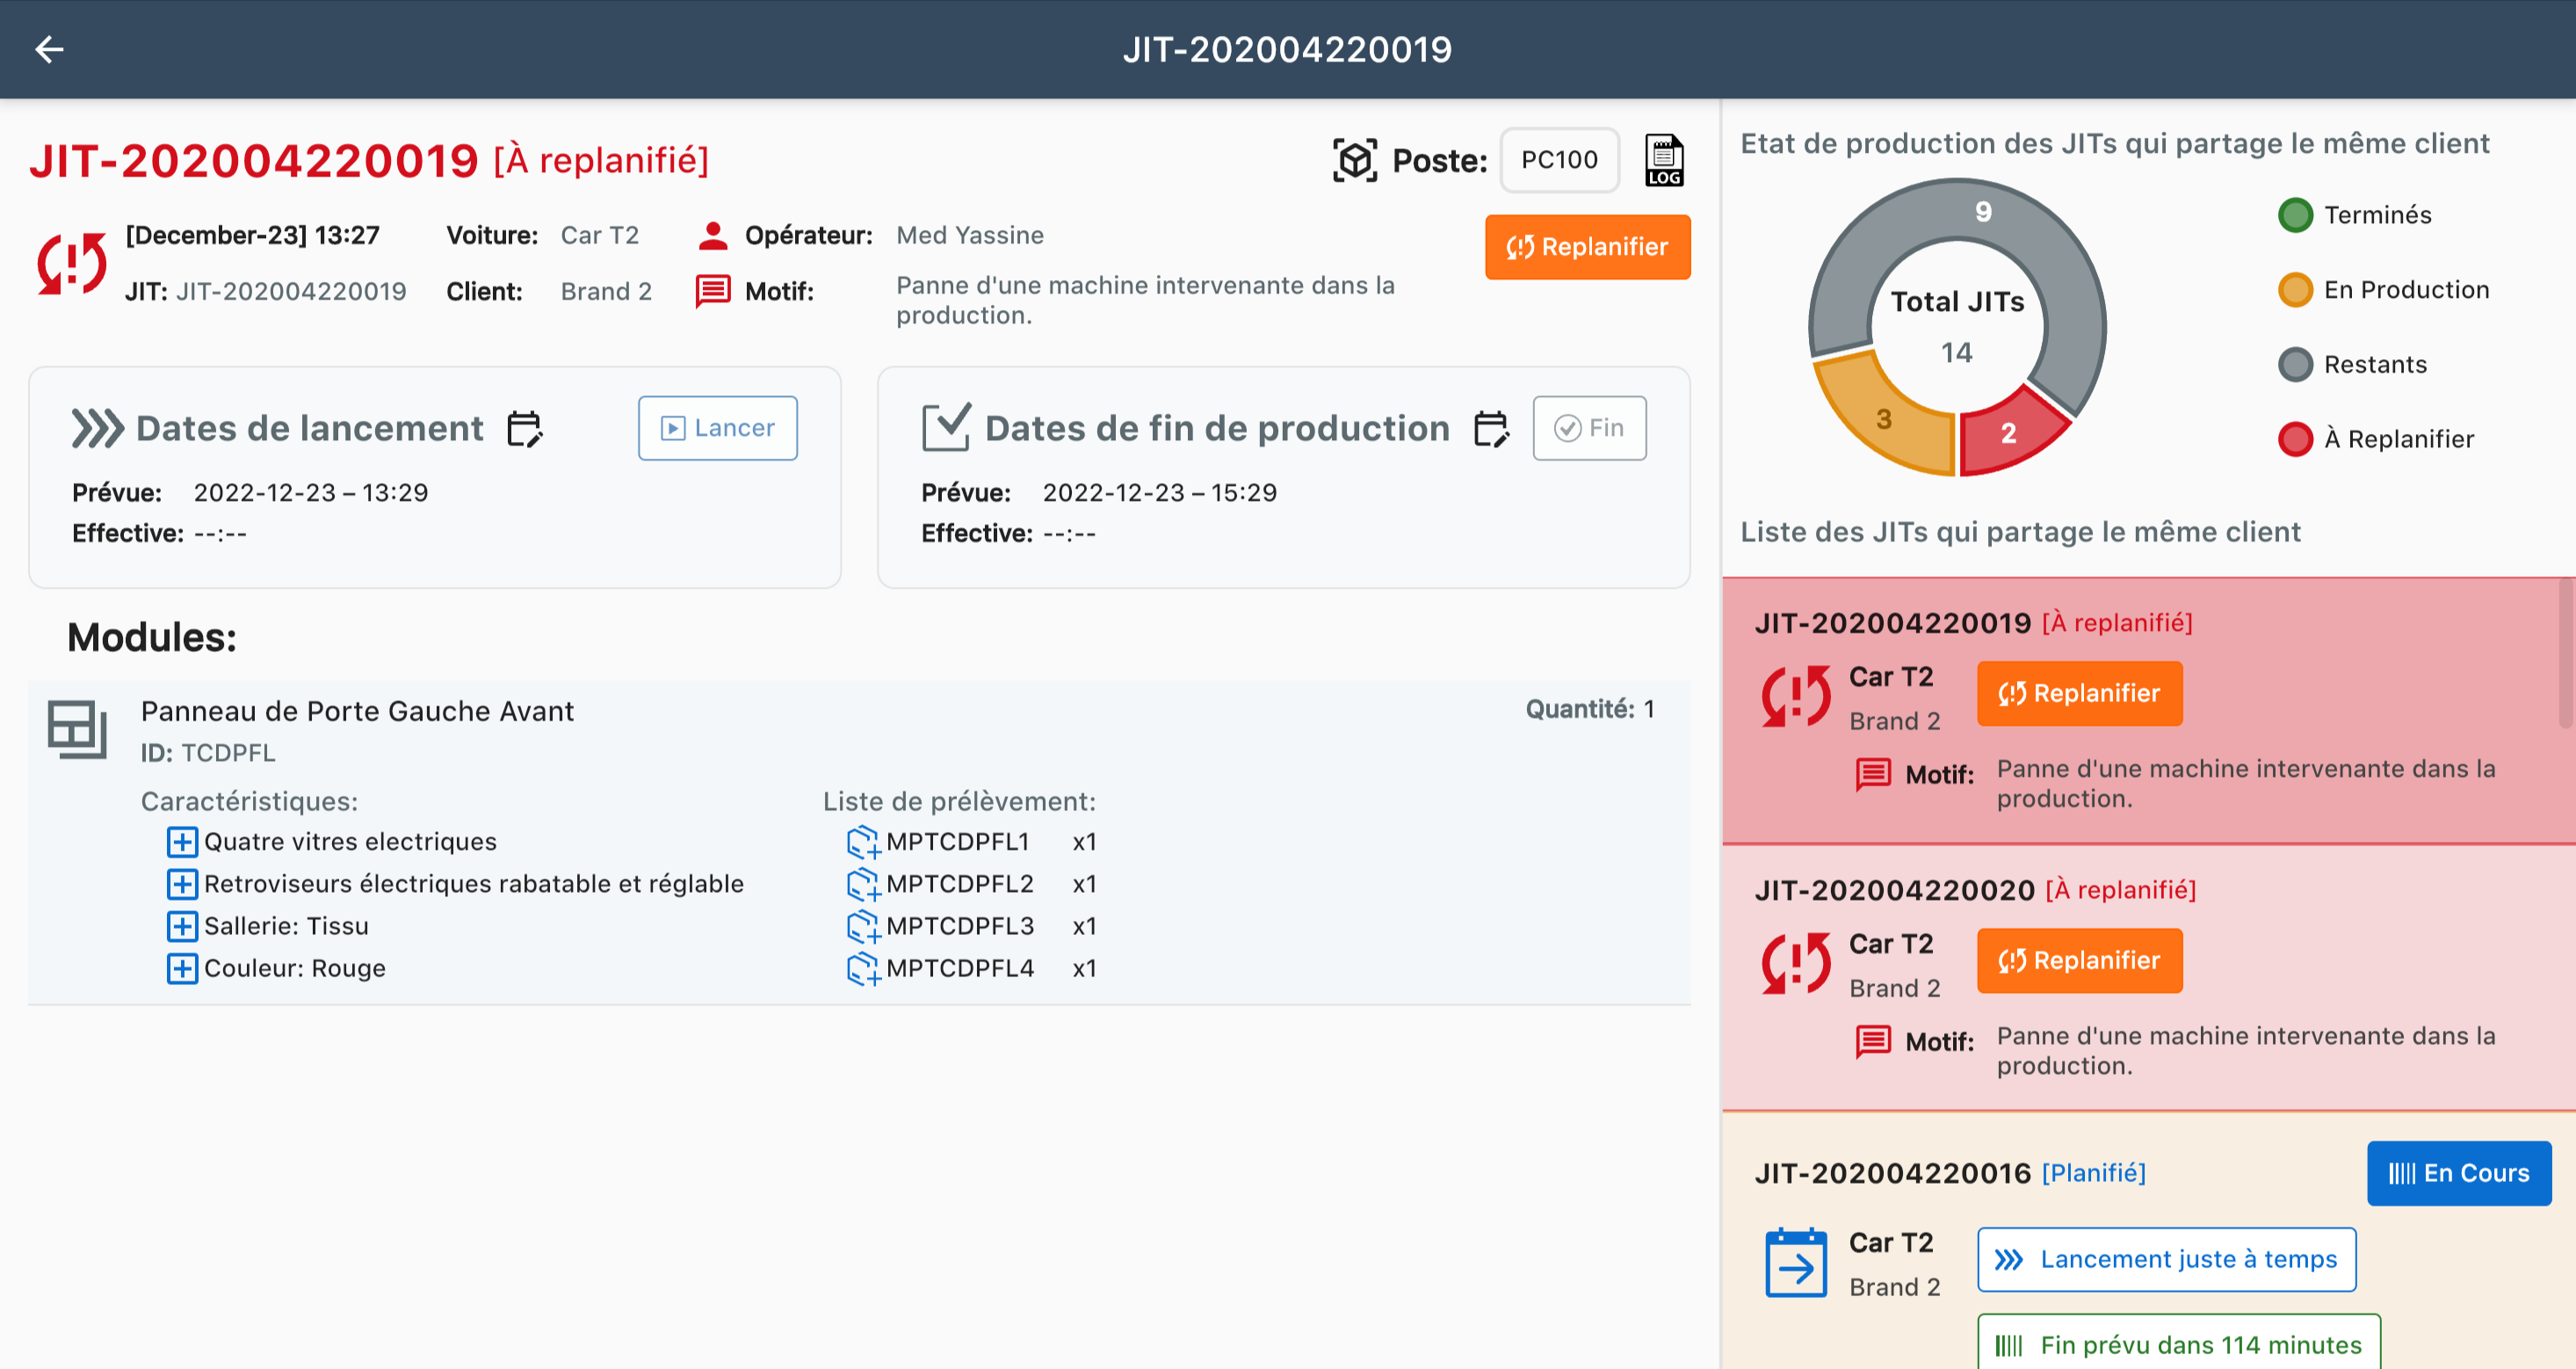 JIT-202004220019
JIT-202004220019 [À replanifié]
Poste: PC100
LOG
[December-23] 13:27
JIT: JIT-202004220019
Voiture: Car T2
Client: Brand 2
Opérateur: Med Yassine
Motif: Panne d'une machine intervenante dans la
production.
Replanifier
Dates de lancement
Lancer
Prévue: 2022-12-23 – 13:29
Effective: --:--
Dates de fin de production
Fin
Prévue: 2022-12-23 – 15:29
Effective: --:--
Modules:
Panneau de Porte Gauche Avant
Quantité: 1
ID: TCDPFL
Caractéristiques:
Quatre vitres electriques
Retroviseurs électriques rabatable et réglable
Sallerie: Tissu
Couleur: Rouge
Liste de prélèvement:
MPTCDPFL1 x1
MPTCDPFL2 x1
MPTCDPFL3 x1
MPTCDPFL4 x1
Etat de production des JITs qui partage le même client
9
Total JITs
14
3
2
Terminés
En Production
Restants
À Replanifier
Liste des JITs qui partage le même client
JIT-202004220019 [À replanifié]
Car T2
Brand 2
Replanifier
Motif: Panne d'une machine intervenante dans la
production.
JIT-202004220020 [À replanifié]
Car T2
Brand 2
Replanifier
Motif: Panne d'une machine intervenante dans la
production.
JIT-202004220016 [Planifié]
En Cours
Car T2
Brand 2
Lancement juste à temps
Fin prévu dans 114 minutes